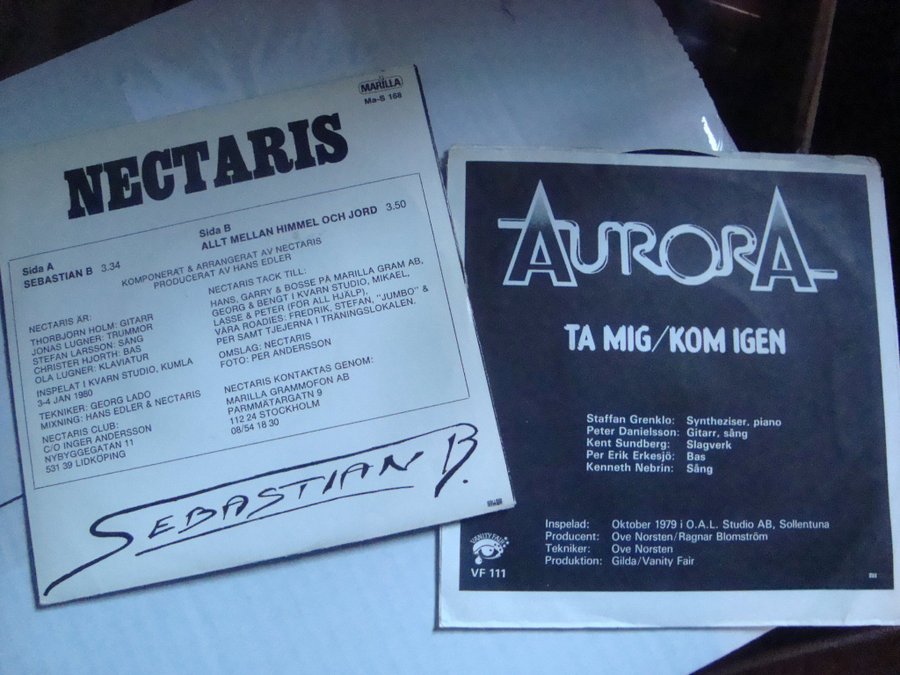 MARILLA
Ma-S 168
NECTARIS
Sida A
SEBASTIAN B 3.34
Sida B
ALLT MELLAN HIMMEL OCH JORD 3.50
KOMPONERAT & ARRANGERAT AV NECTARIS
PRODUCERAT AV HANS EDLER
NECTARIS ÄR:
THORBJÖRN HOLM: GITARR
JONAS LUGNER: TRUMMOR
STEFAN LARSSON: SÅNG
CHRISTER HJORTH: BAS
OLA LUGNER: KLAVIATUR
INSPELAT I KVARN STUDIO, KUMLA
3-4 JAN 1980
TEKNIKER: GEORG LADO
MIXNING: HANS EDLER & NECTARIS
NECTARIS CLUB:
C/O INGER ANDERSSON
NYBYGGEGATAN 11
531 39 LIDKÖPING
NECTARIS TACK TILL:
HANS, GARRY & BOSSE PÅ MARILLA GRAM AB,
GEORG & BENGT I KVARN STUDIO, MIKAEL,
LASSE & PETER (FÖR ALL HJÄLP),
VÅRA ROADIES: FREDRIK, STEFAN, "JUMBO" &
PER SAMT TJEJERNA I TRÄNINGSLOKALEN.
OMSLAG: NECTARIS
FOTO: PER ANDERSSON
NECTARIS KONTAKTAS GENOM:
MARILLA GRAMMOFON AB
PARMMÄTARGATN 9
112 24 STOCKHOLM
08/54 18 30
SEBASTIAN B.
AURORA
TA MIG/KOM IGEN
Staffan Grenklo: Syntheziser, piano
Peter Danielsson: Gitarr, sång
Kent Sundberg: Slagverk
Per Erik Erkesjö: Bas
Kenneth Nebrin: Sång
VANITY FAIR
VF 111
Inspelad: Oktober 1979 i O.A.L. Studio AB, Sollentuna
Producent: Ove Norsten/Ragnar Blomström
Tekniker: Ove Norsten
Produktion: Gilda/Vanity Fair